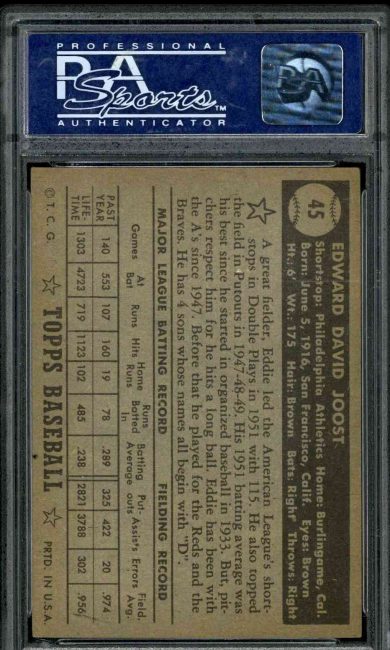 PROFESSIONAL
PSA
Sports™
AUTHENTICATOR
45
EDWARD DAVID JOOST
Shortstop: Philadelphia Athletics Home: Burlingame, Cal.
Born: June 5, 1916, San Francisco, Calif. Eyes: Brown
Ht.: 6' Wt.: 175 Hair: Brown Bats: Right Throws: Right
A great fielder, Eddie led the American League's short-
stops in Double Plays in 1951 with 115. He also topped
the field in Putouts in 1947-48-49. His 1951 batting average was
his best since he started in organized baseball in 1933. But pit-
chers respect him for he hits a long ball. Eddie has been with
the A's since 1947. Before that he played for the Reds and the
Braves. He has 4 sons whose names all begin with "D".
MAJOR LEAGUE BATTING RECORD FIELDING RECORD
Games At Bat Runs Hits Home Runs Runs Batted In Batting Average Put-outs Assis's Errors Field Avg.
PAST YEAR 140 553 107 160 19 78 .289 325 422 20 .974
LIFE-TIME 1303 4723 719 1123 102 485 .238 2821 3788 302 .956
© T. C. G. TOPPS BASEBALL PRTD. IN U.S.A.